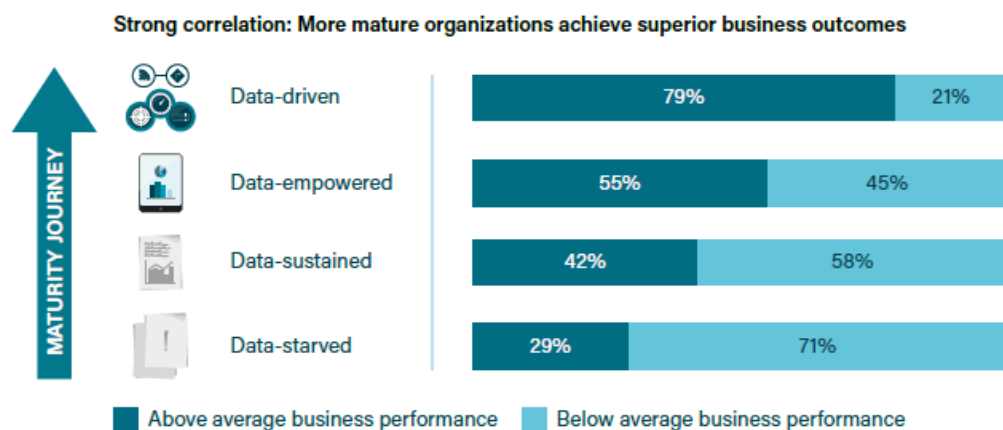 Strong correlation: More mature organizations achieve superior business outcomes
MATURITY JOURNEY
Data-driven
79%
21%
Data-empowered
55%
45%
Data-sustained
42%
58%
Data-starved
29%
71%
Above average business performance
Below average business performance